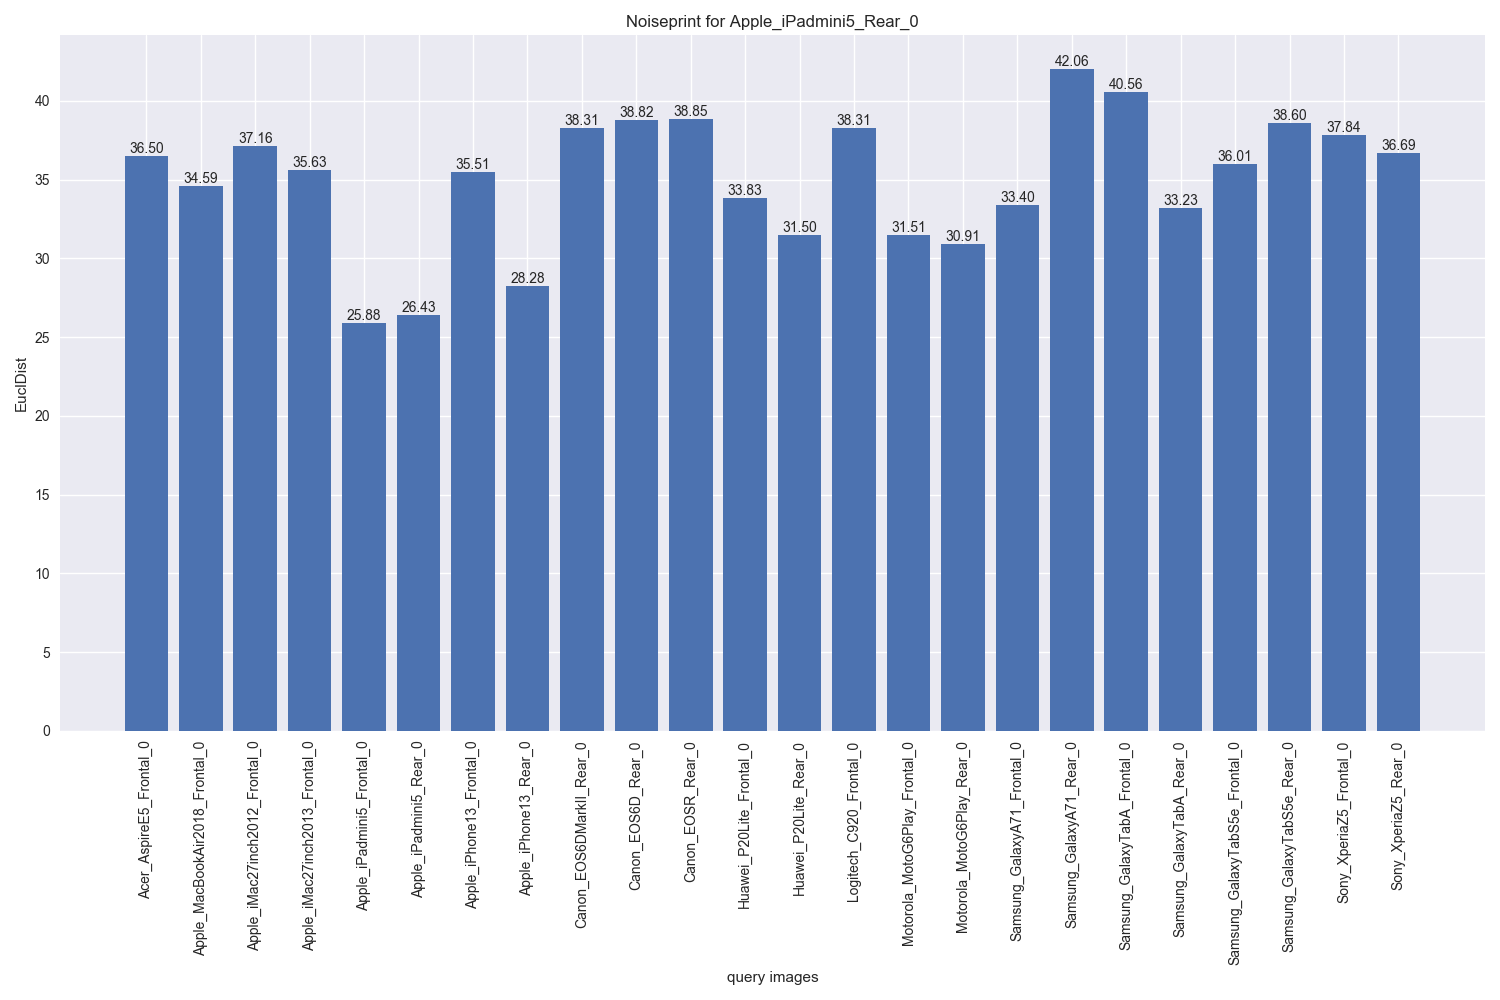 Noiseprint for Apple_iPadmini5_Rear_0
EuclDist
40
35
30
25
20
15
10
5
0
36.50
34.59
37.16
35.63
25.88
26.43
35.51
28.28
38.31
38.82
38.85
33.83
31.50
38.31
31.51
30.91
33.40
42.06
40.56
33.23
36.01
38.60
37.84
36.69
Acer_AspireE5_Frontal_0
Apple_MacBookAir2018_Frontal_0
Apple_iMac27inch2012_Frontal_0
Apple_iMac27inch2013_Frontal_0
Apple_iPadmini5_Frontal_0
Apple_iPadmini5_Rear_0
Apple_iPhone13_Frontal_0
Apple_iPhone13_Rear_0
Canon_EOS6DMarkII_Rear_0
Canon_EOS6D_Rear_0
Canon_EOSR_Rear_0
Huawei_P20Lite_Frontal_0
Huawei_P20Lite_Rear_0
Logitech_C920_Frontal_0
Motorola_MotoG6Play_Frontal_0
Motorola_MotoG6Play_Rear_0
Samsung_GalaxyA71_Frontal_0
Samsung_GalaxyA71_Rear_0
Samsung_GalaxyTabA_Frontal_0
Samsung_GalaxyTabA_Rear_0
Samsung_GalaxyTabS5e_Frontal_0
Samsung_GalaxyTabS5e_Rear_0
Sony_XperiaZ5_Frontal_0
Sony_XperiaZ5_Rear_0
query images